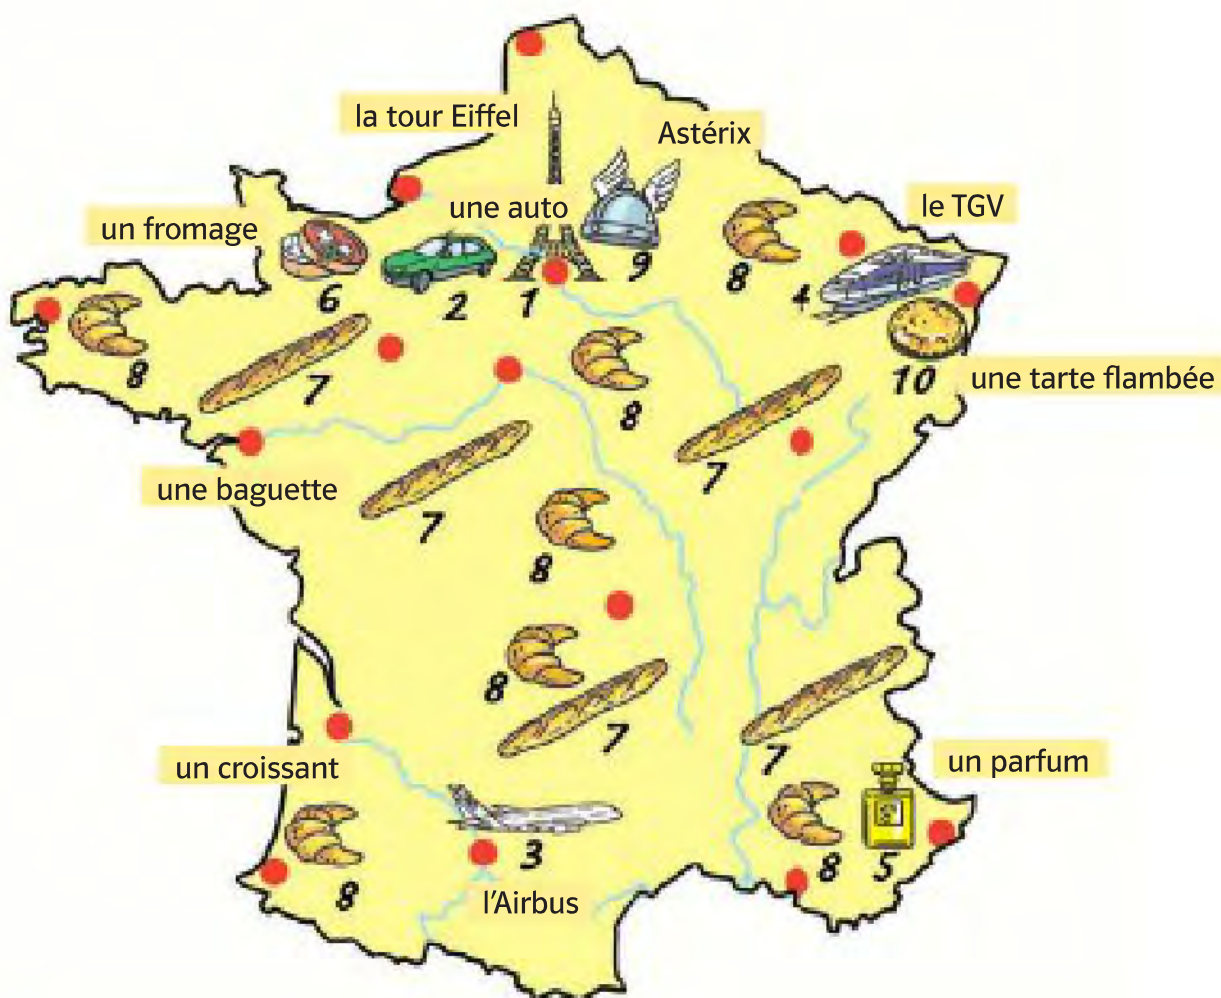 la tour Eiffel
Astérix
le TGV
un fromage
une auto
9
8
4
6
2
1
8
7
8
10
une tarte flambée
7
une baguette
7
8
8
7
7
un croissant
un parfum
3
8
5
8
l'Airbus